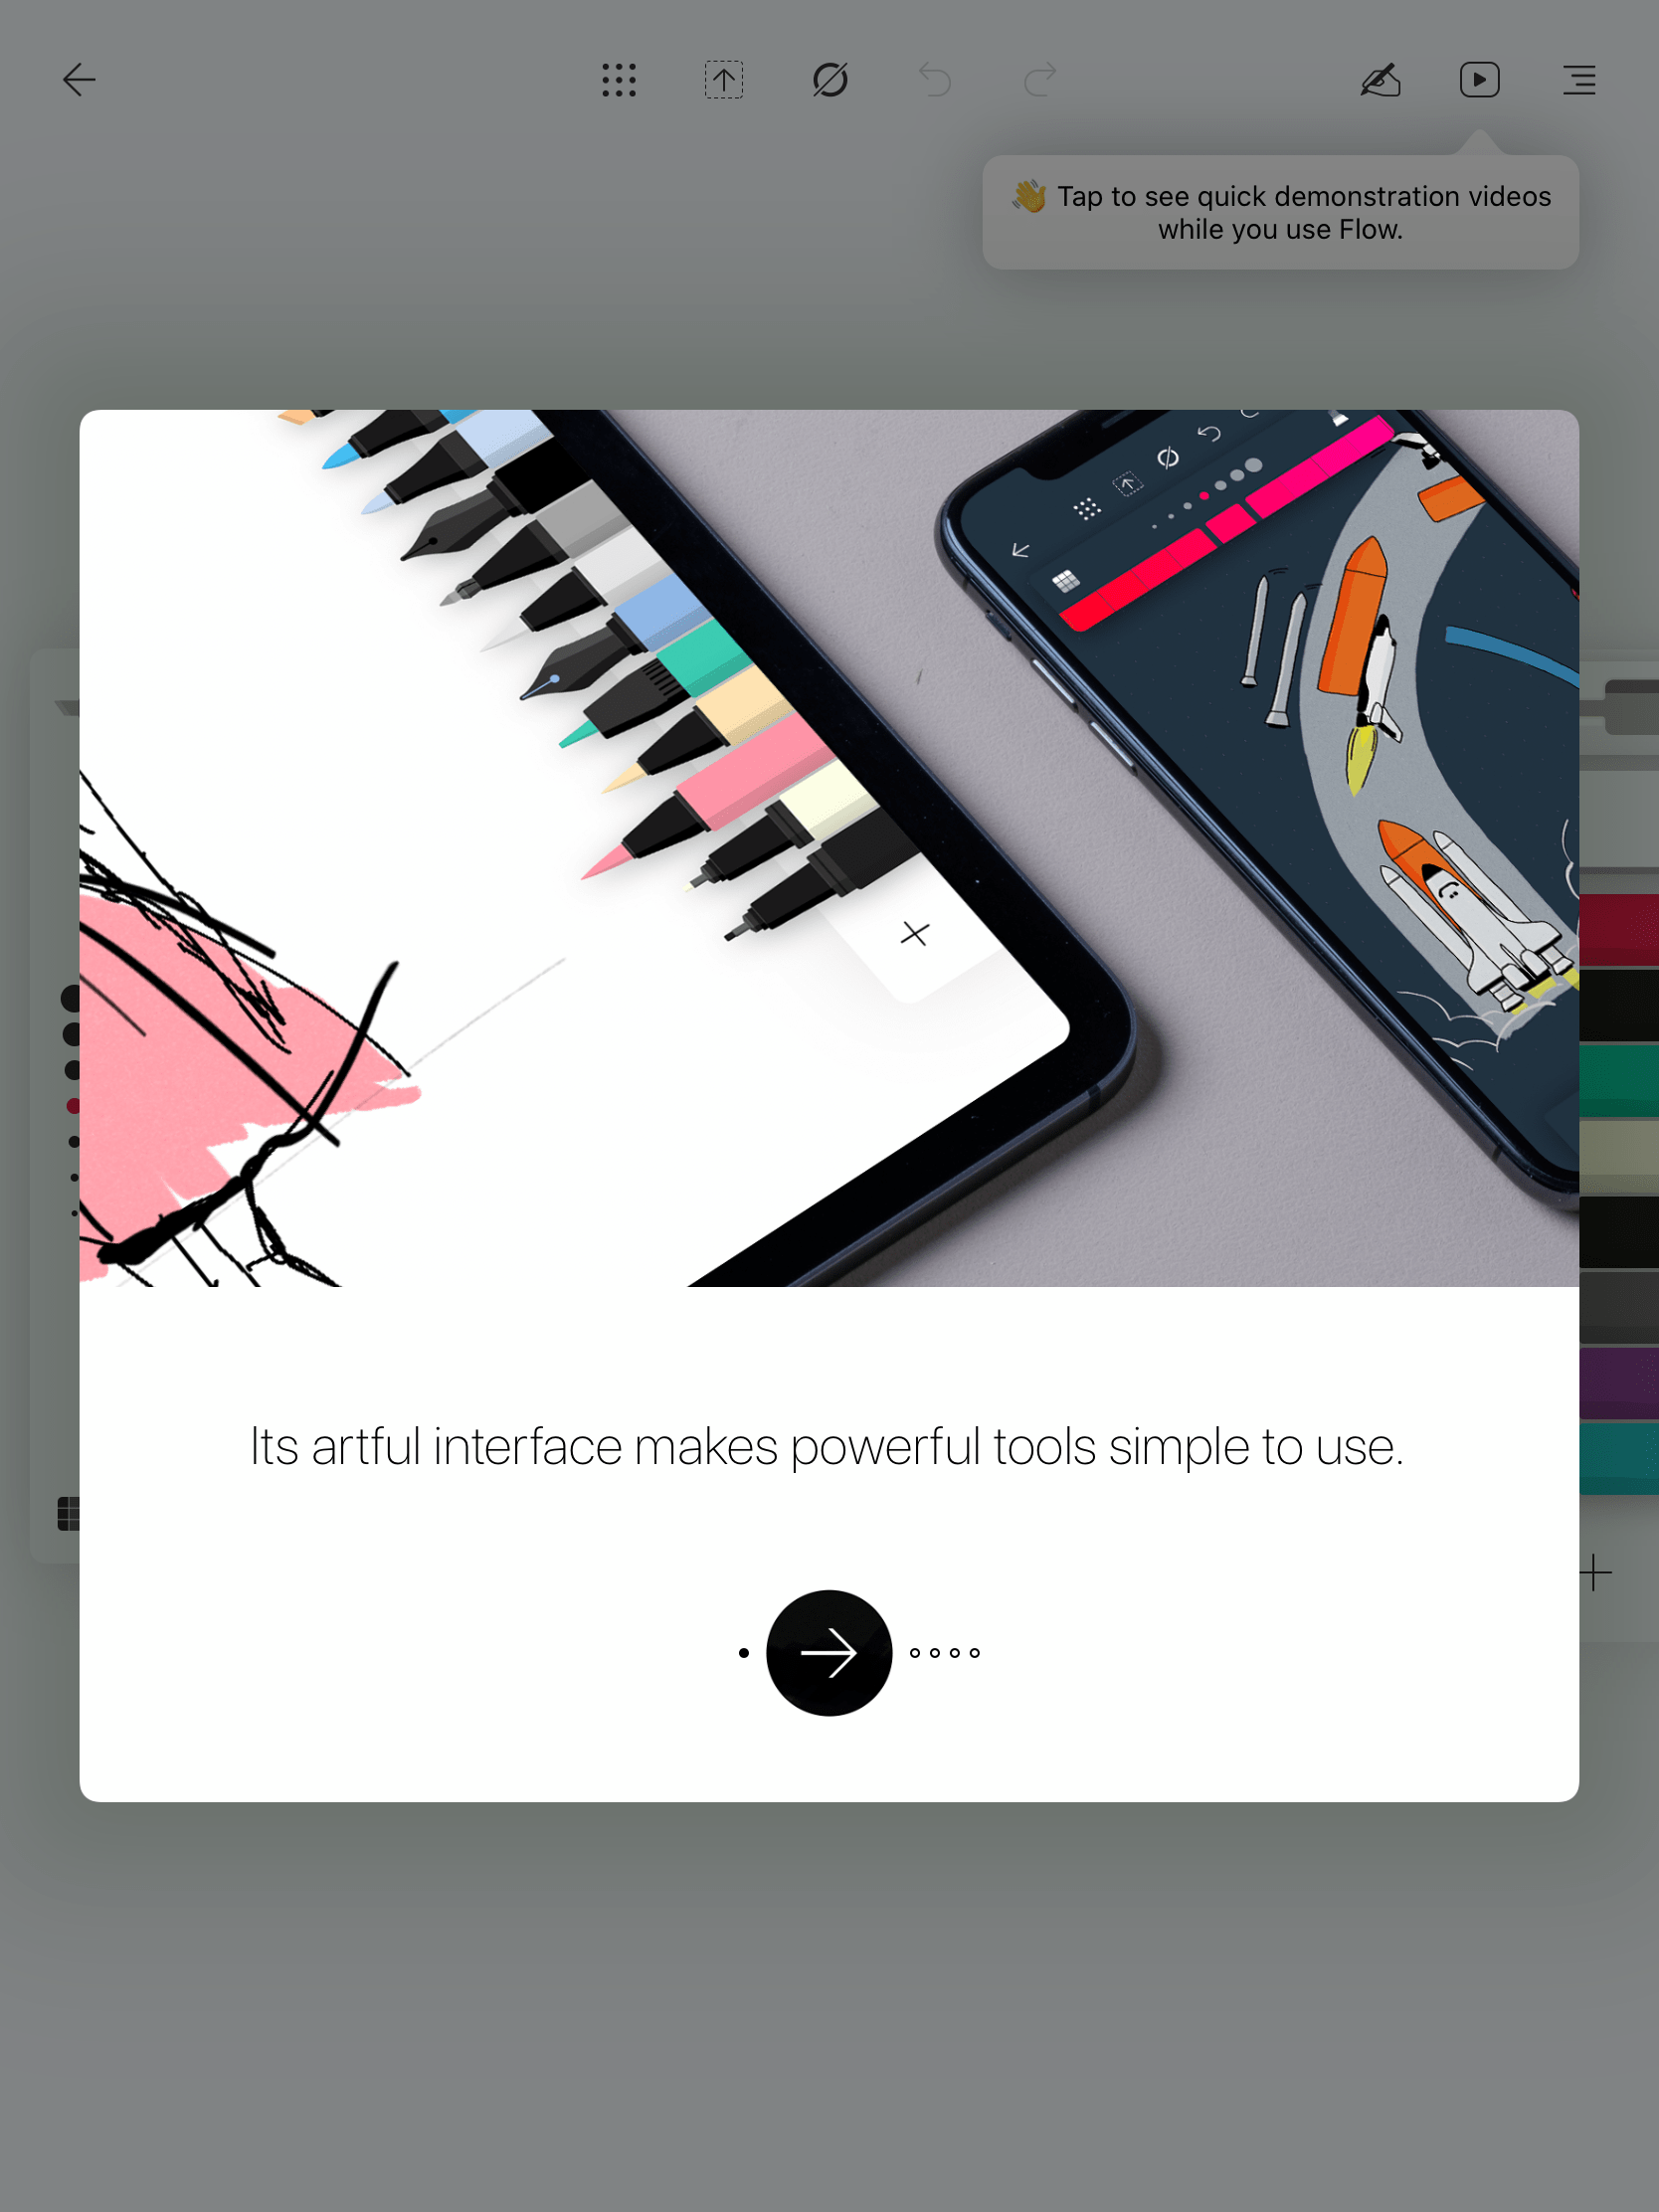 👋 Tap to see quick demonstration videos
while you use Flow.
Its artful interface makes powerful tools simple to use.